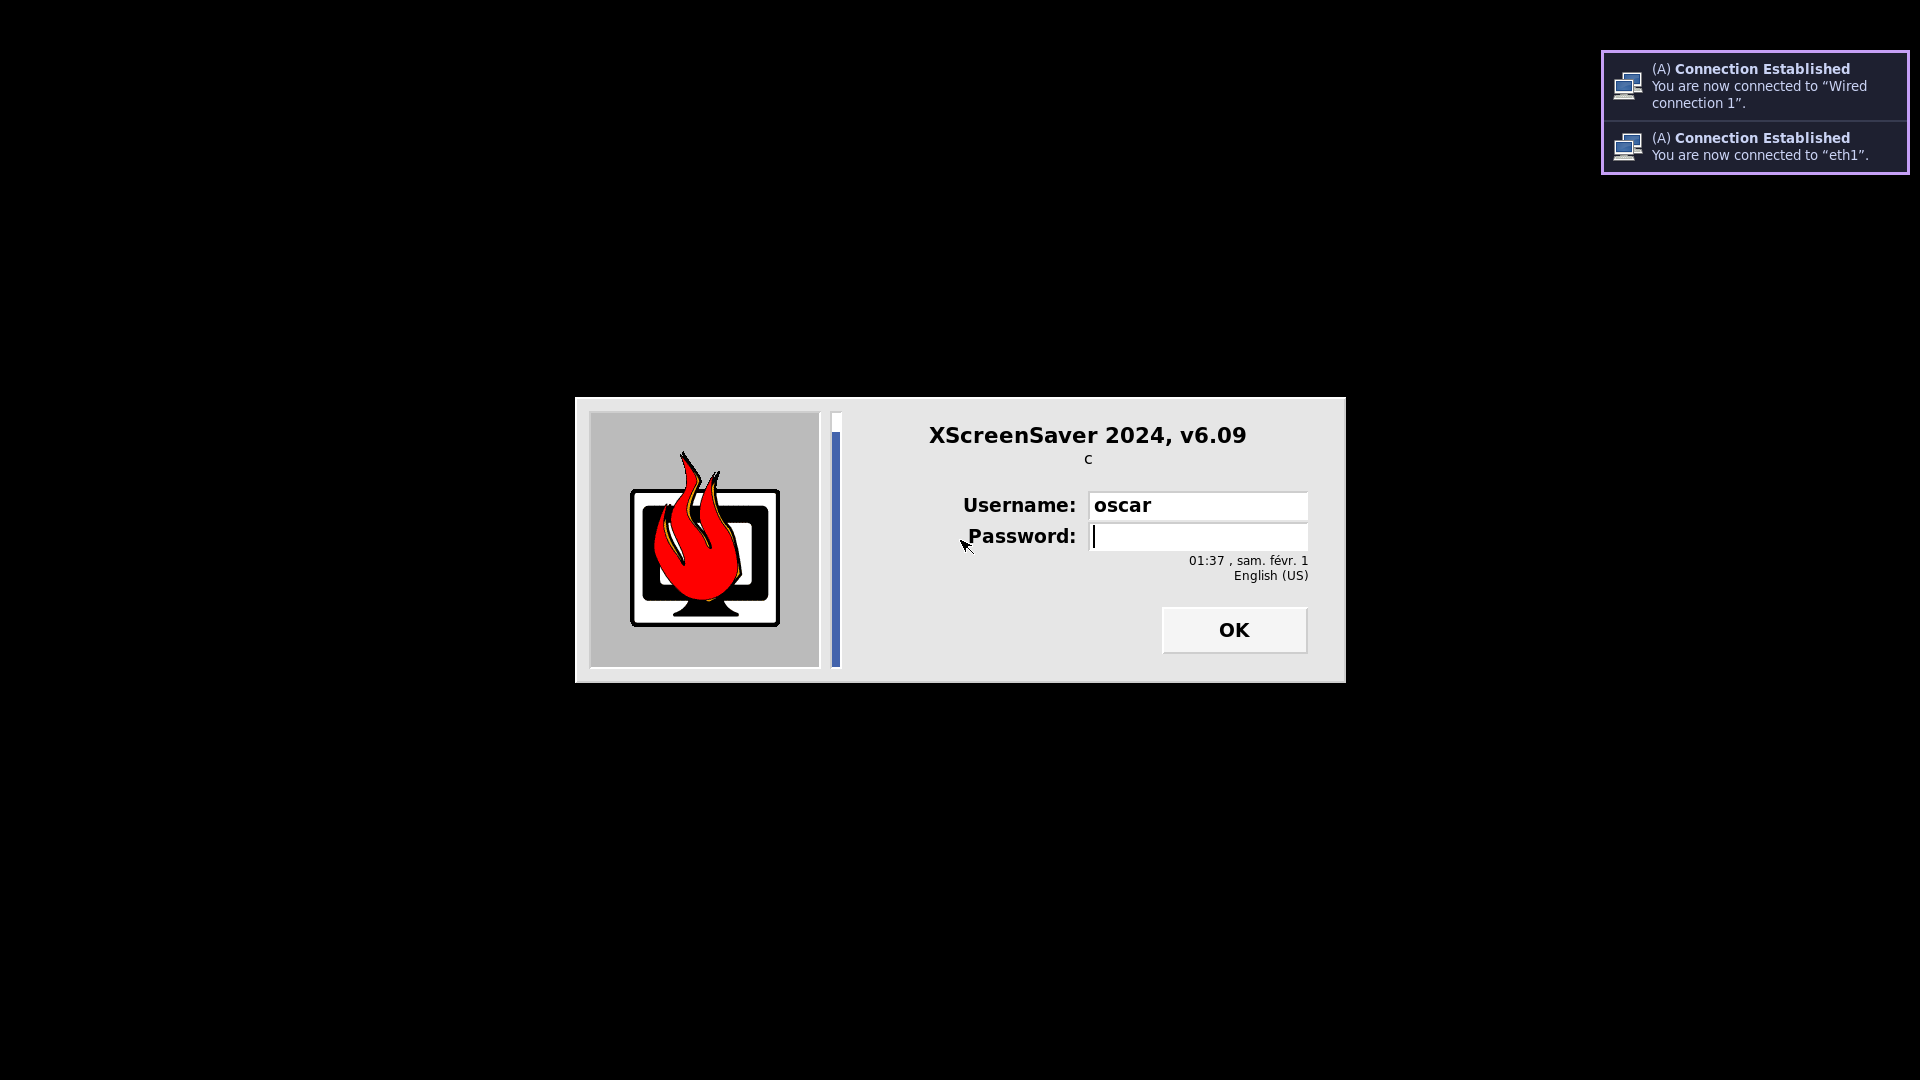 (A) Connection Established
You are now connected to “Wired
connection 1”.
(A) Connection Established
You are now connected to “eth1”.
XScreenSaver 2024, v6.09
c
Username: oscar
Password:
01:37 , sam. févr. 1
English (US)
OK